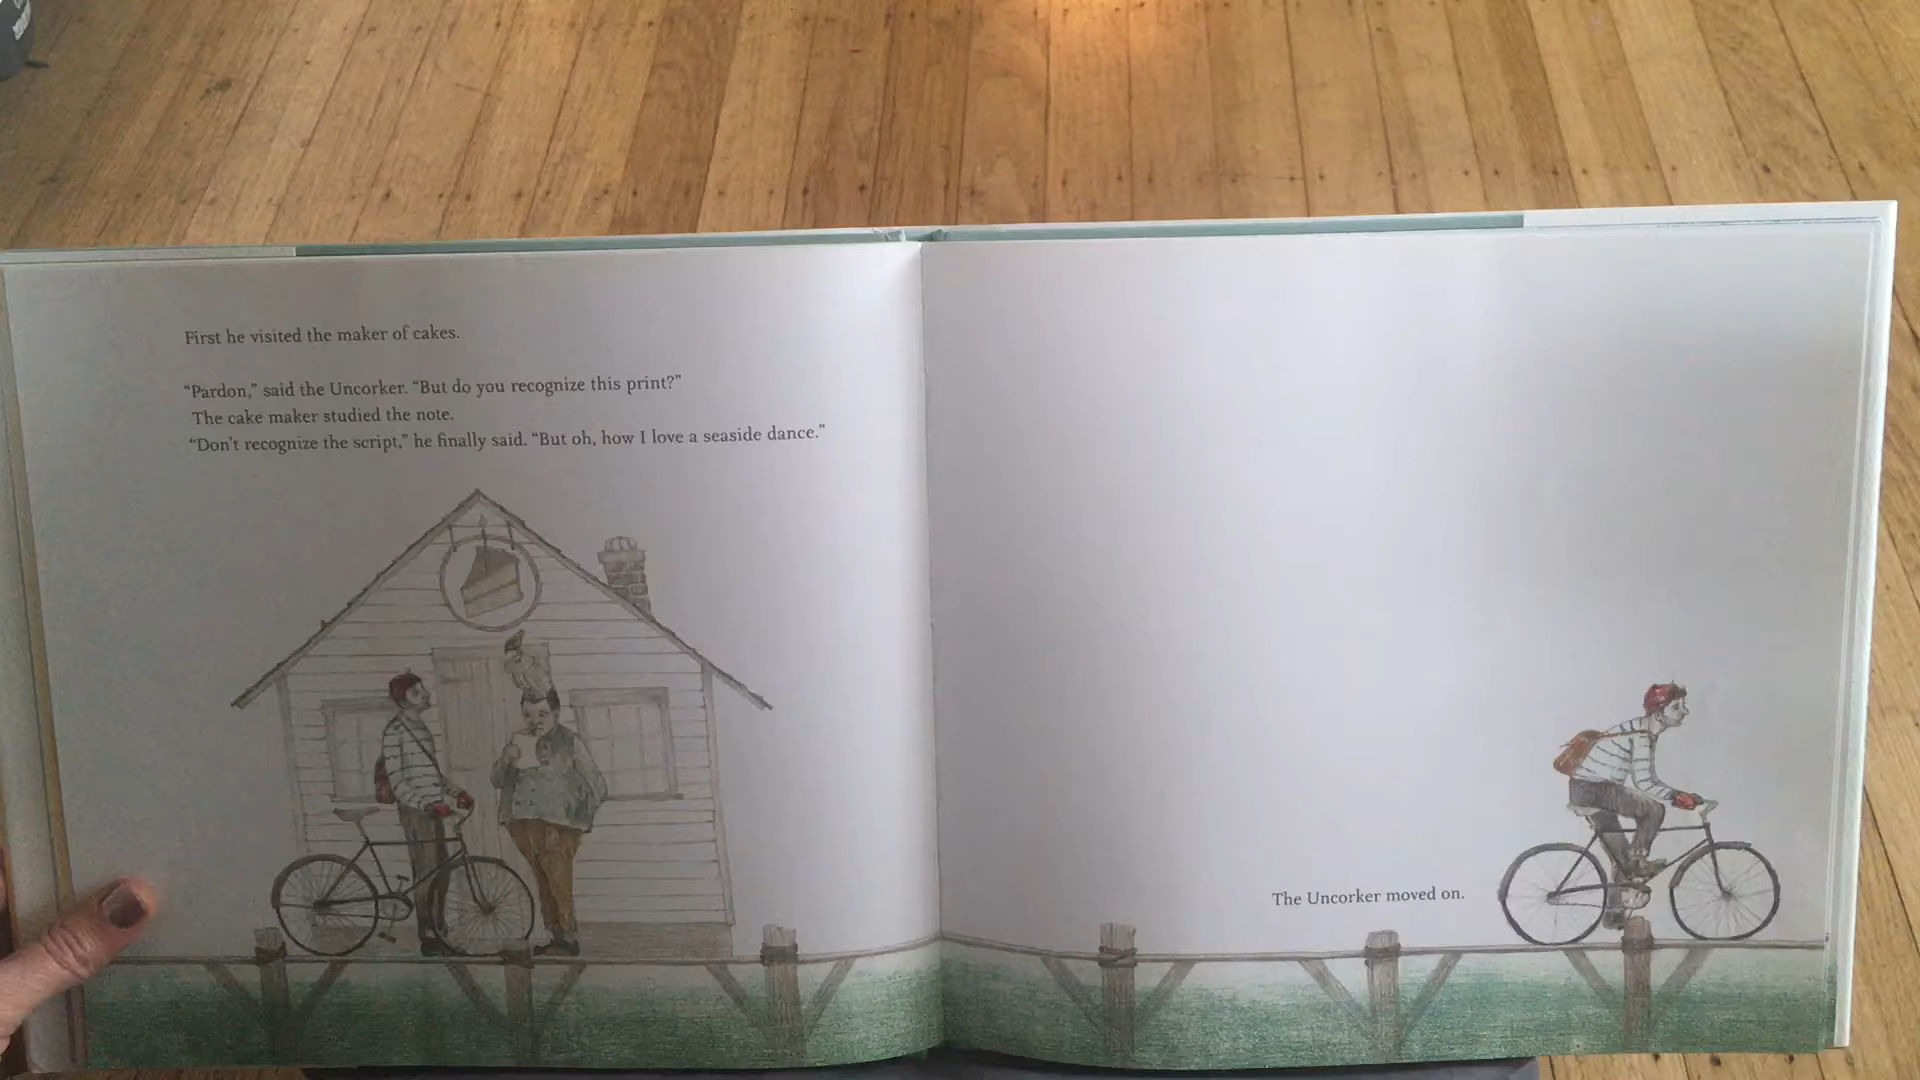 First he visited the maker of cakes.
“Pardon,” said the Uncorker. “But do you recognize this print?”
The cake maker studied the note.
“Don’t recognize the script,” he finally said. “But oh, how I love a seaside dance.”
The Uncorker moved on.